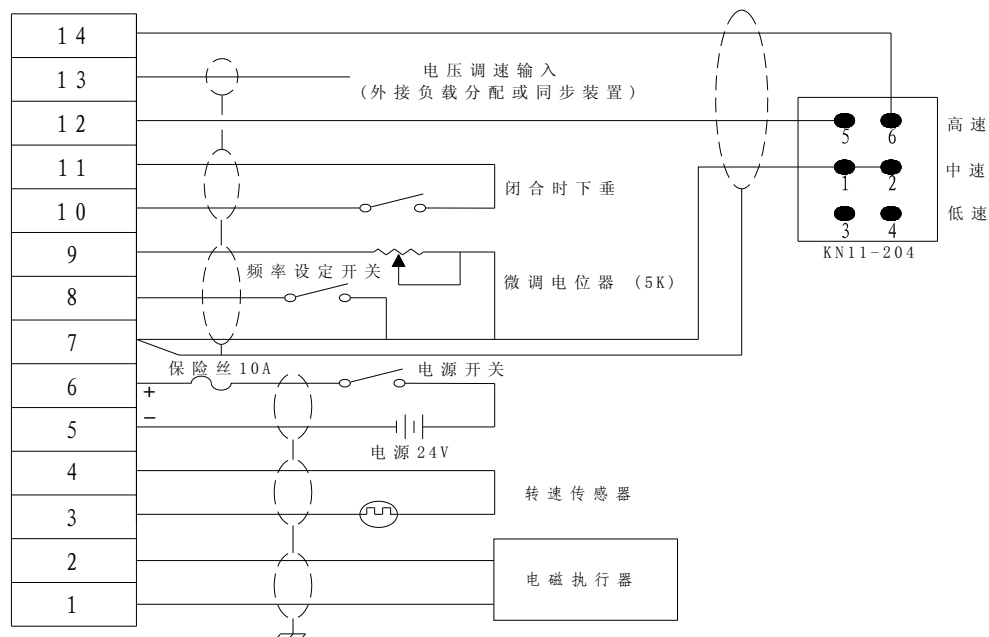 14
13
12
11
10
9
8
7
6
5
4
3
2
1
电压调速输入
(外接负载分配或同步装置)
闭合时下垂
频率设定开关
微调电位器 (5K)
保险丝10A
电源开关
+
−
电源24V
转速传感器
电磁执行器
5 6
高速
1 2
中速
3 4
低速
KN11-204